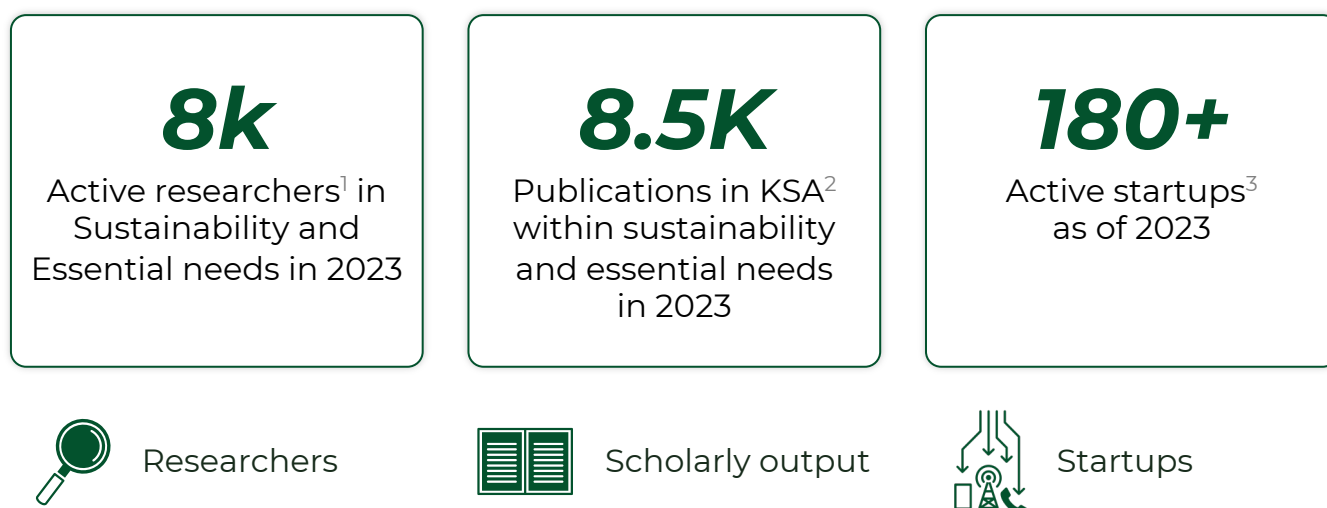 8k
Active researchers1 in
Sustainability and
Essential needs in 2023
8.5K
Publications in KSA2
within sustainability
and essential needs
in 2023
180+
Active startups3
as of 2023
Researchers
Scholarly output
Startups